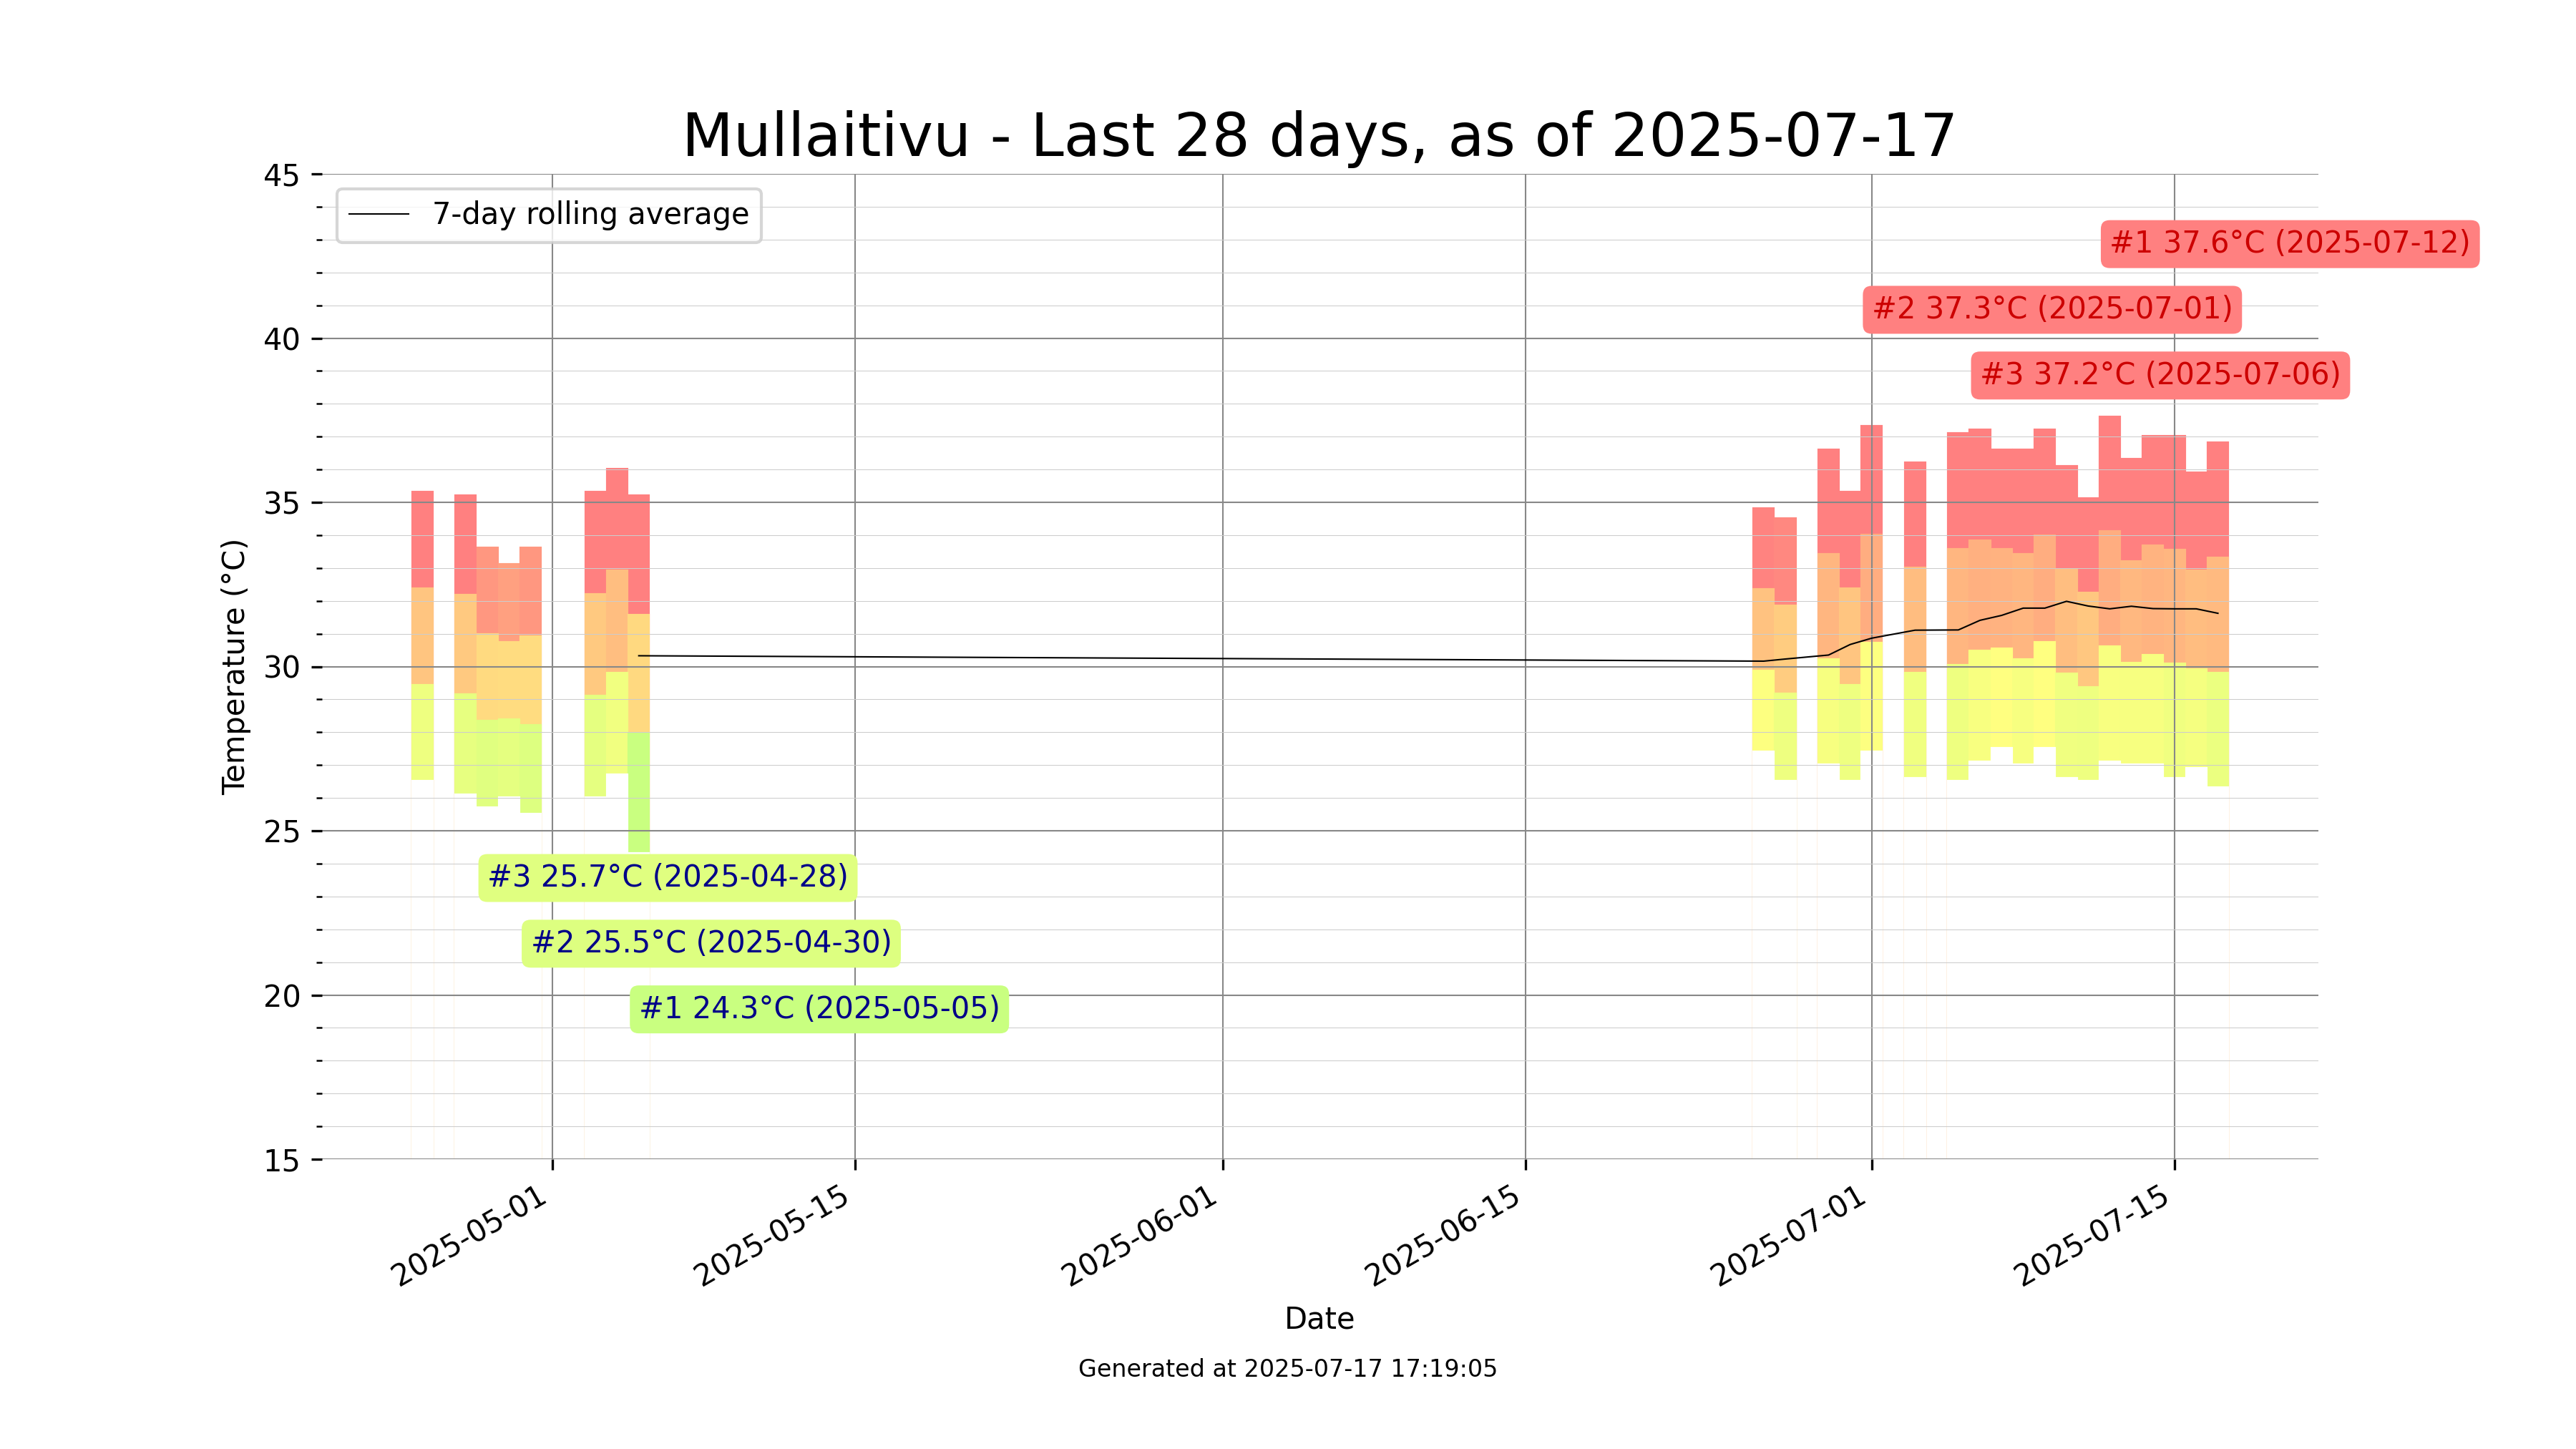 Mullaitivu - Last 28 days, as of 2025-07-17
7-day rolling average
#1 37.6°C (2025-07-12)
#2 37.3°C (2025-07-01)
#3 37.2°C (2025-07-06)
#3 25.7°C (2025-04-28)
#2 25.5°C (2025-04-30)
#1 24.3°C (2025-05-05)
Temperature (°C)
45
40
35
30
25
20
15
2025-05-01
2025-05-15
2025-06-01
2025-06-15
2025-07-01
2025-07-15
Date
Generated at 2025-07-17 17:19:05